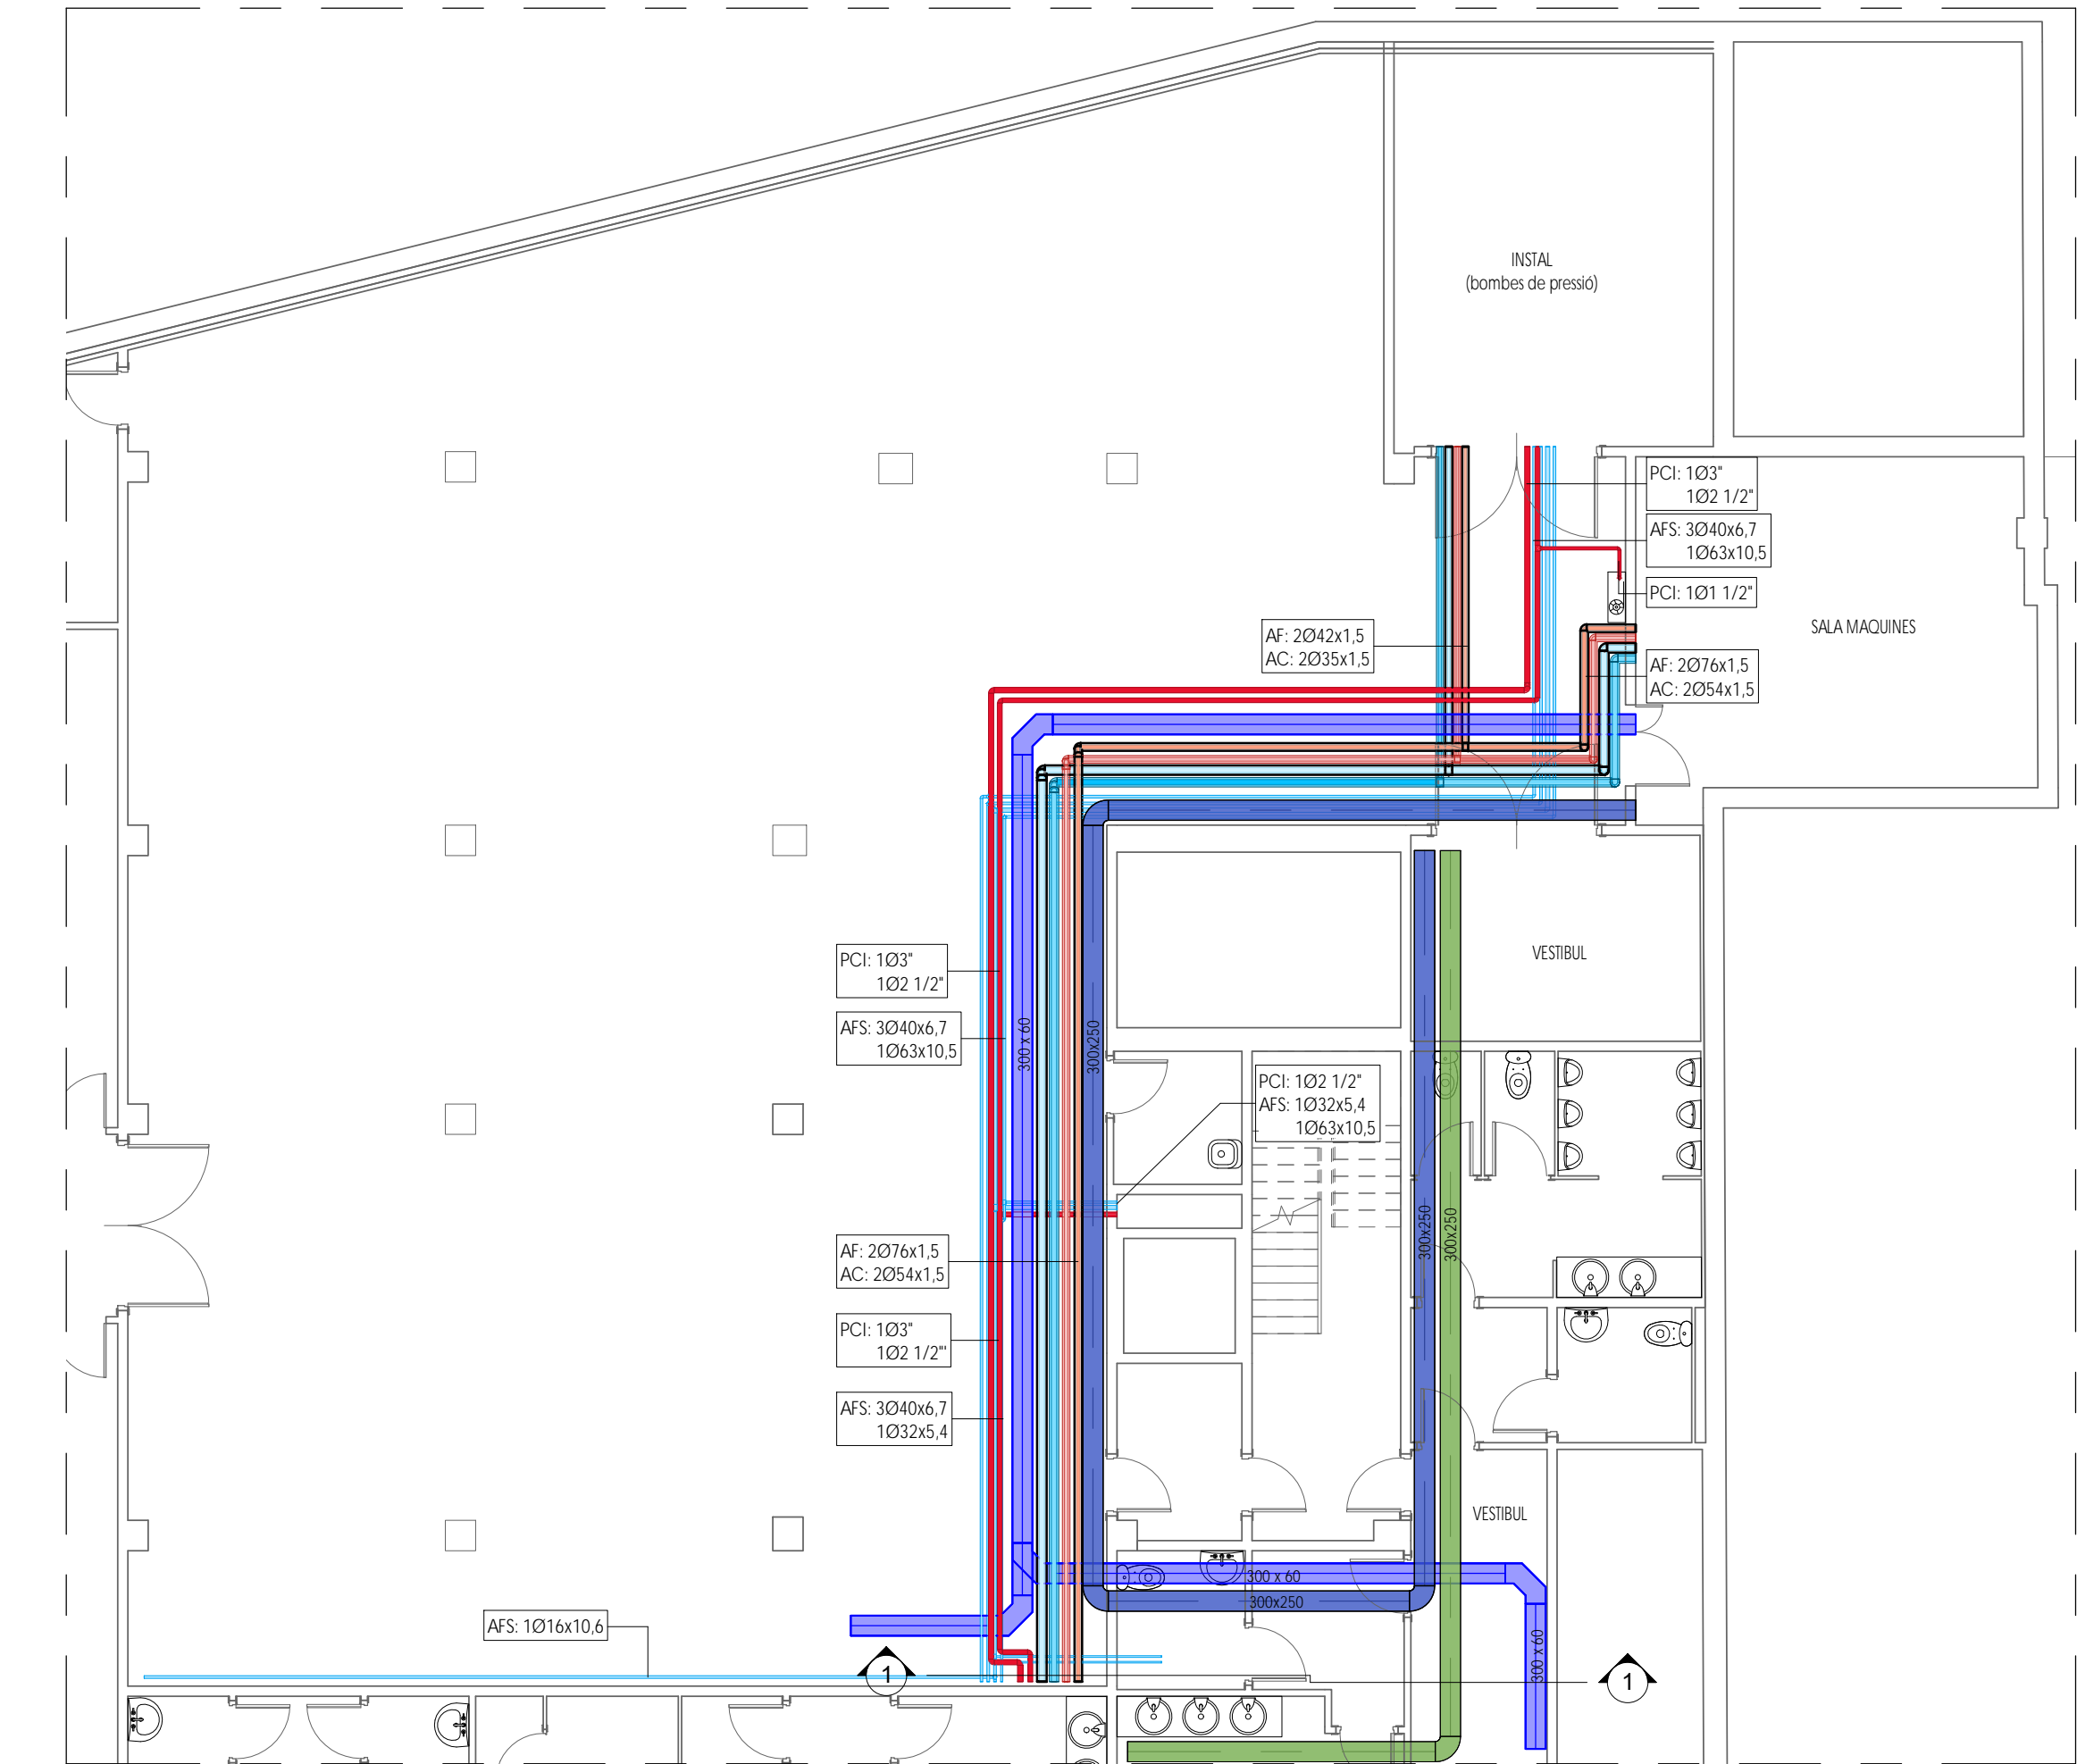 INSTAL
(bombes de pressió)
PCI: 1Ø3"
1Ø2 1/2"
AFS: 3Ø40x6,7
1Ø63x10,5
PCI: 1Ø1 1/2"
SALA MAQUINES
AF: 2Ø42x1,5
AC: 2Ø35x1,5
AF: 2Ø76x1,5
AC: 2Ø54x1,5
VESTIBUL
PCI: 1Ø3"
1Ø2 1/2"
AFS: 3Ø40x6,7
1Ø63x10,5
300 x 60
300x250
PCI: 1Ø2 1/2"
AFS: 1Ø32x5,4
1Ø63x10,5
300x250
300x250
AF: 2Ø76x1,5
AC: 2Ø54x1,5
PCI: 1Ø3"
1Ø2 1/2"'
AFS: 3Ø40x6,7
1Ø32x5,4
VESTIBUL
300 x 60
300x250
AFS: 1Ø16x10,6
300 x 60
1
1